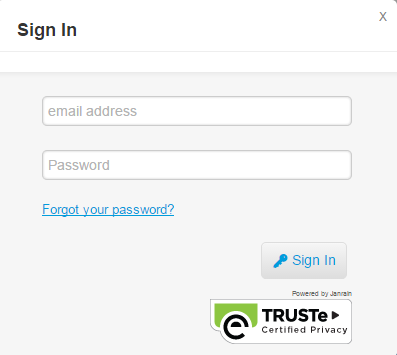 X
Sign In
email address
Password
Forgot your password?
Sign In
Powered by Janrain
e
TRUSTe
Certified Privacy